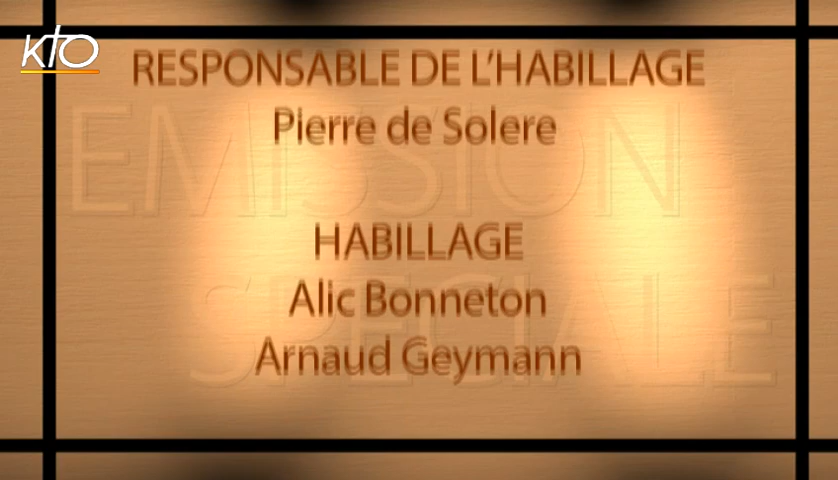 KTO
RESPONSABLE DE L'HABILLAGE
Pierre de Solere
EMISSION
HABILLAGE
Alic Bonneton
SPECIALE
Arnaud Geymann